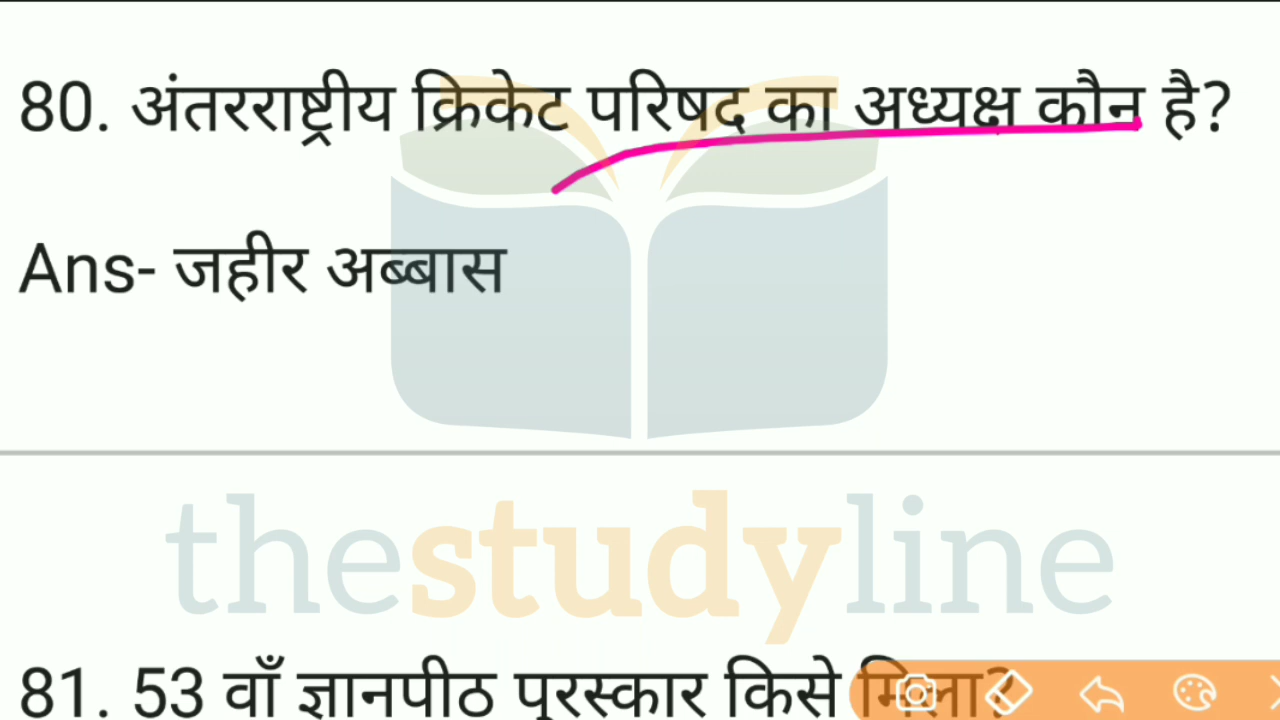 80. अंतरराष्ट्रीय क्रिकेट परिषद का अध्यक्ष कौन है?
Ans- जहीर अब्बास
thestudyline
81. 53 वाँ ज्ञानपीठ पुरस्कार किसे मिला?